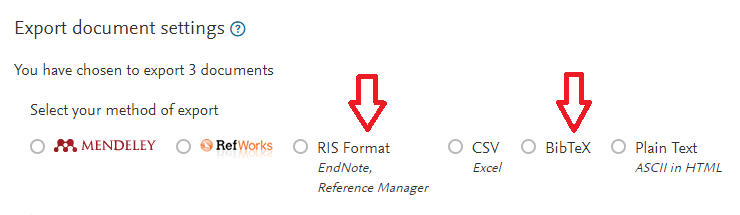 Export document settings ?
You have chosen to export 3 documents
Select your method of export
MENDELEY RefWorks RIS Format CSV BibTeX Plain Text
EndNote, Excel ASCII in HTML
Reference Manager